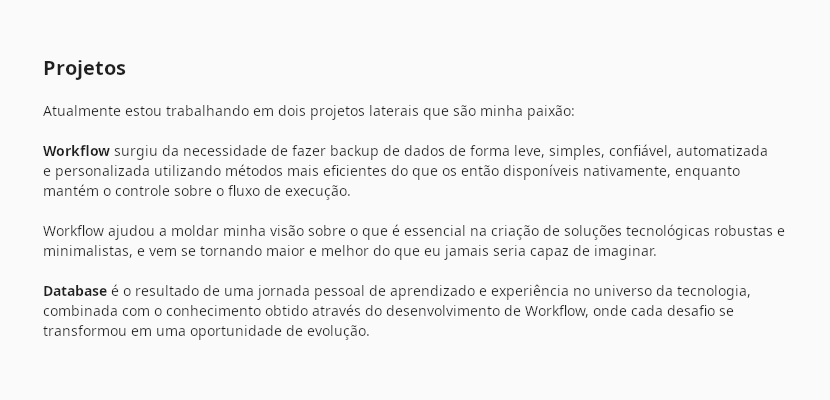 Projetos
Atualmente estou trabalhando em dois projetos laterais que são minha paixão:
Workflow surgiu da necessidade de fazer backup de dados de forma leve, simples, confiável, automatizada
e personalizada utilizando métodos mais eficientes do que os então disponíveis nativamente, enquanto
mantém o controle sobre o fluxo de execução.
Workflow ajudou a moldar minha visão sobre o que é essencial na criação de soluções tecnológicas robustas e
minimalistas, e vem se tornando maior e melhor do que eu jamais seria capaz de imaginar.
Database é o resultado de uma jornada pessoal de aprendizado e experiência no universo da tecnologia,
combinada com o conhecimento obtido através do desenvolvimento de Workflow, onde cada desafio se
transformou em uma oportunidade de evolução.